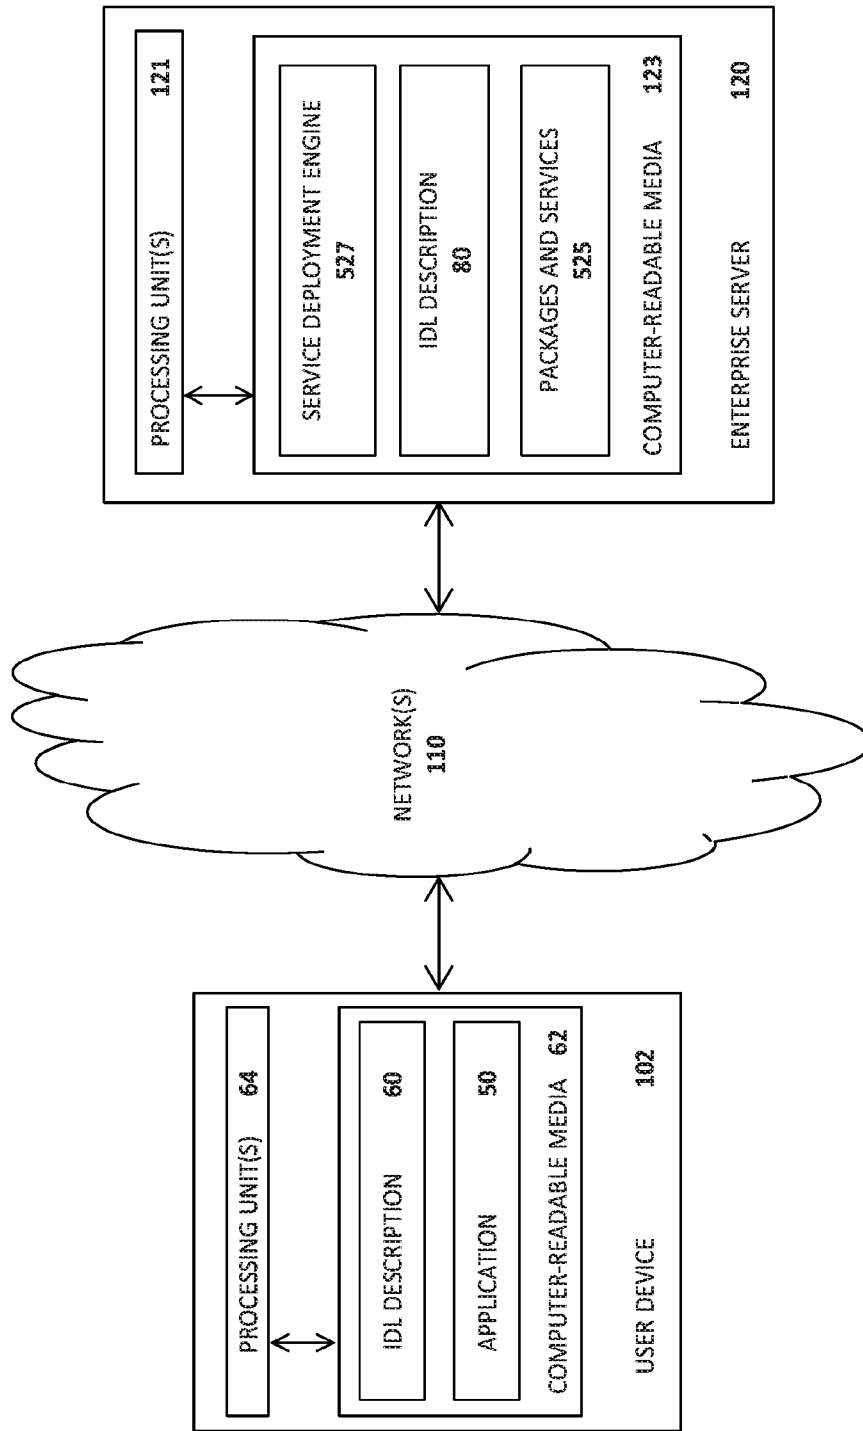 PROCESSING UNIT(S) 64
IDL DESCRIPTION 60
APPLICATION 50
COMPUTER-READABLE MEDIA 62
USER DEVICE 102
NETWORK(S)
110
PROCESSING UNIT(S) 121
SERVICE DEPLOYMENT ENGINE
527
IDL DESCRIPTION
80
PACKAGES AND SERVICES
525
COMPUTER-READABLE MEDIA 123
ENTERPRISE SERVER 120